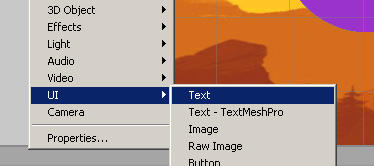 3D Object
Effects
Light
Audio
Video
UI
Camera
Properties...
Text
Text - TextMeshPro
Image
Raw Image
Button